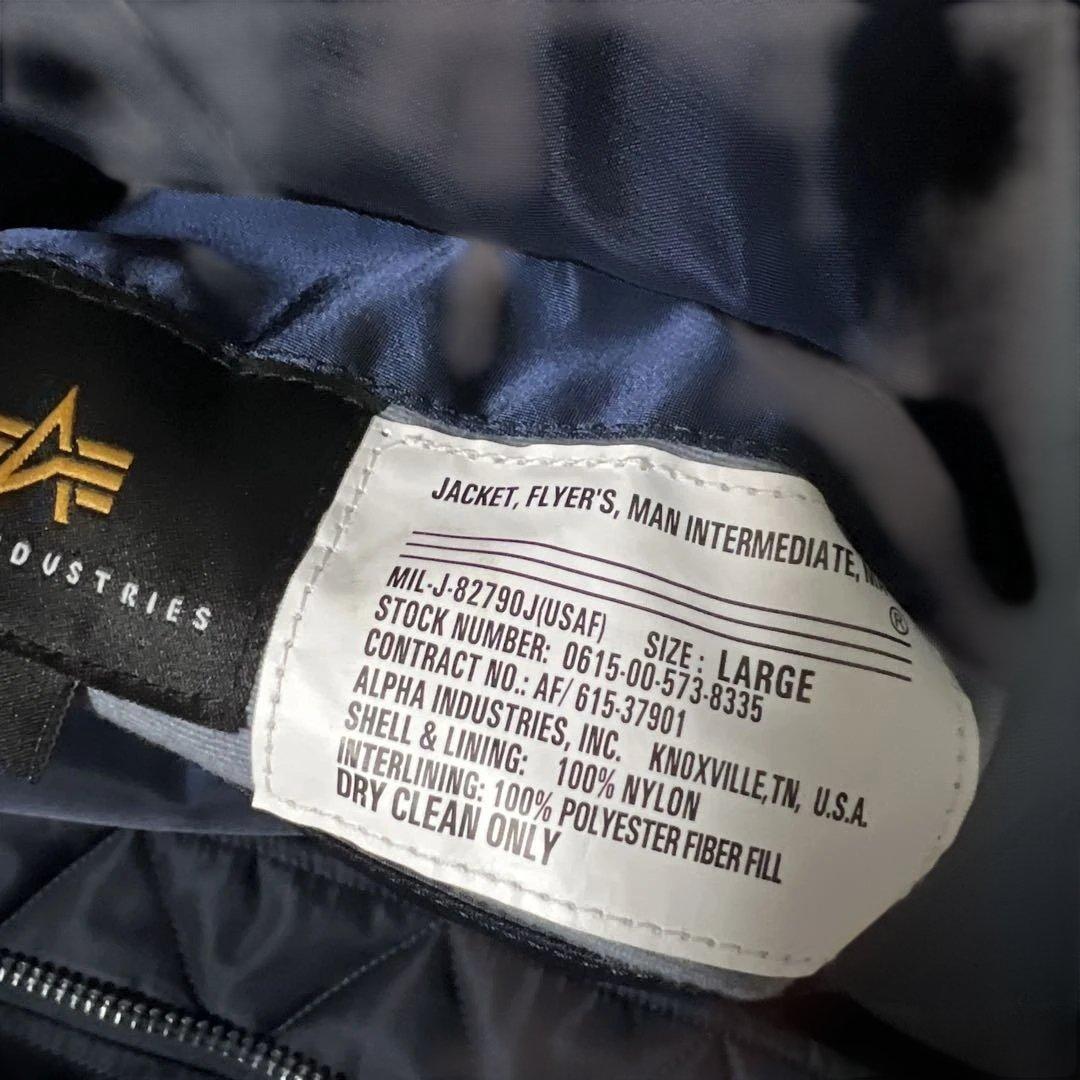 INDUSTRIES
JACKET, FLYER'S, MAN INTERMEDIATE,
®
MIL-J-82790J(USAF) SIZE: LARGE
STOCK NUMBER: 0615-00-573-8335
CONTRACT NO.: AF/ 615-37901
ALPHA INDUSTRIES, INC. KNOXVILLE,TN, U.S.A.
SHELL & LINING: 100% NYLON
INTERLINING: 100% POLYESTER FIBER FILL
DRY CLEAN ONLY